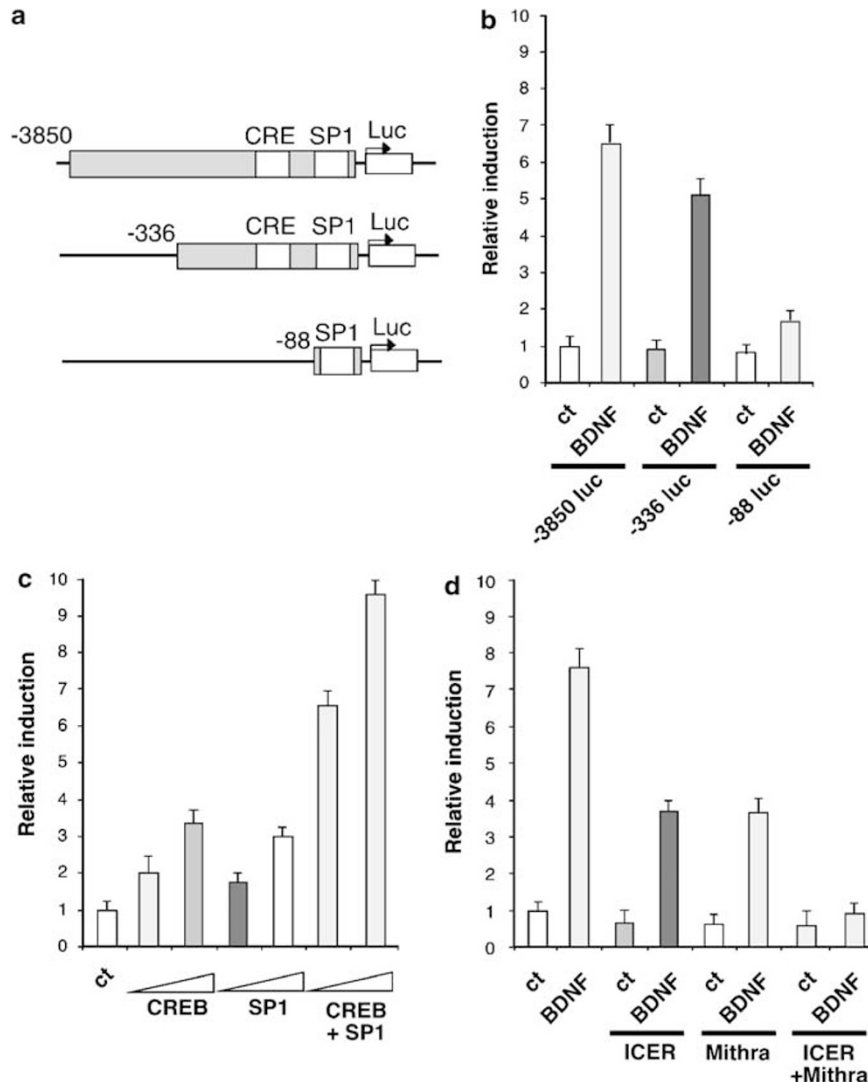 a
-3850
CRE SP1 Luc
-336
CRE SP1 Luc
-88
SP1 Luc
b
Relative induction
10
9
8
7
6
5
4
3
2
1
0
ct
BDNF
ct
BDNF
ct
BDNF
-3850 luc
-336 luc
-88 luc
c
Relative induction
10
9
8
7
6
5
4
3
2
1
0
ct
CREB
SP1
CREB
+ SP1
d
Relative induction
10
9
8
7
6
5
4
3
2
1
0
ct
BDNF
ct
BDNF
ct
BDNF
ct
BDNF
ICER
Mithra
ICER
+Mithra